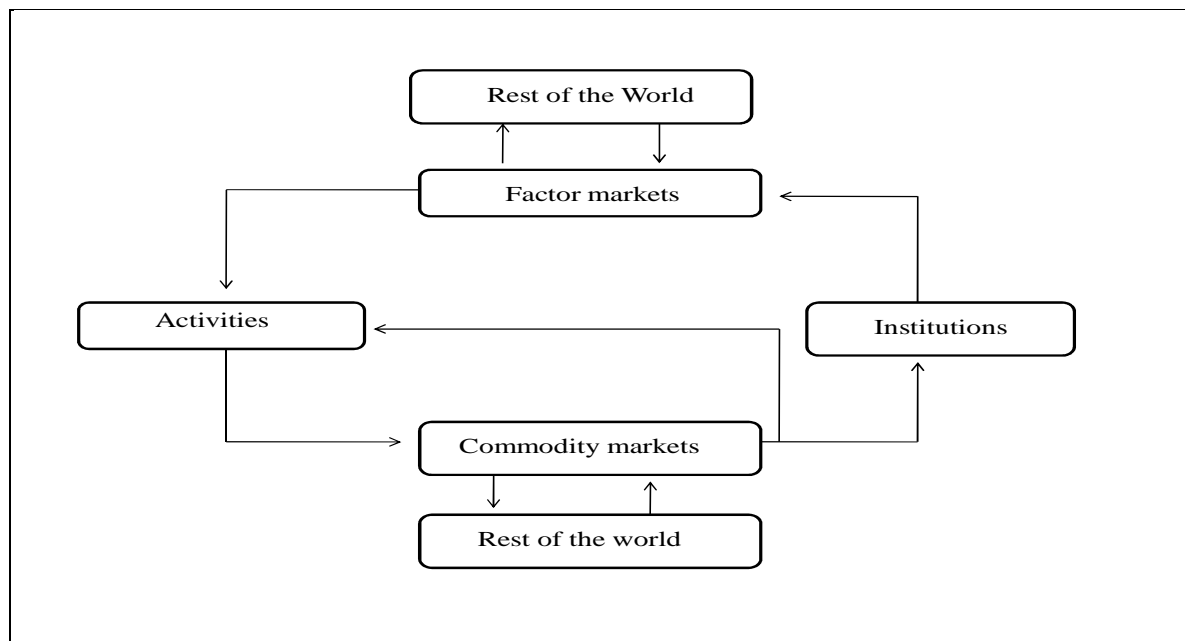 Rest of the World
Factor markets
Activities
Institutions
Commodity markets
Rest of the world